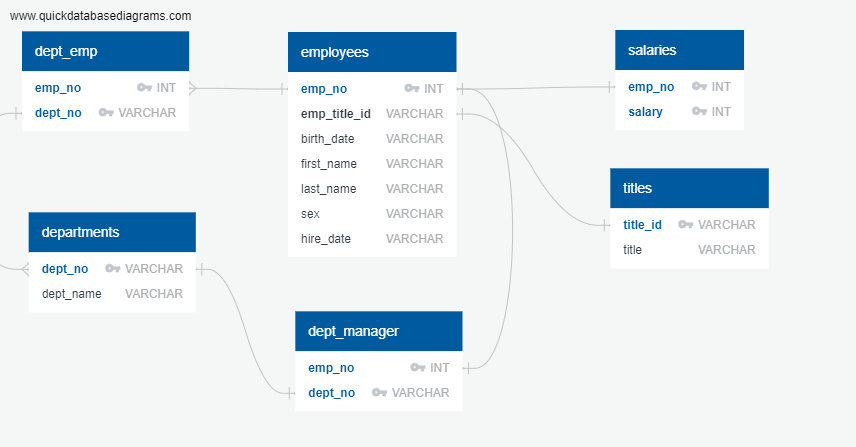 www.quickdatabasediagrams.com
dept_emp
emp_no INT
dept_no VARCHAR
employees
emp_no INT
emp_title_id VARCHAR
birth_date VARCHAR
first_name VARCHAR
last_name VARCHAR
sex VARCHAR
hire_date VARCHAR
salaries
emp_no INT
salary INT
titles
title_id VARCHAR
title VARCHAR
departments
dept_no VARCHAR
dept_name VARCHAR
dept_manager
emp_no INT
dept_no VARCHAR